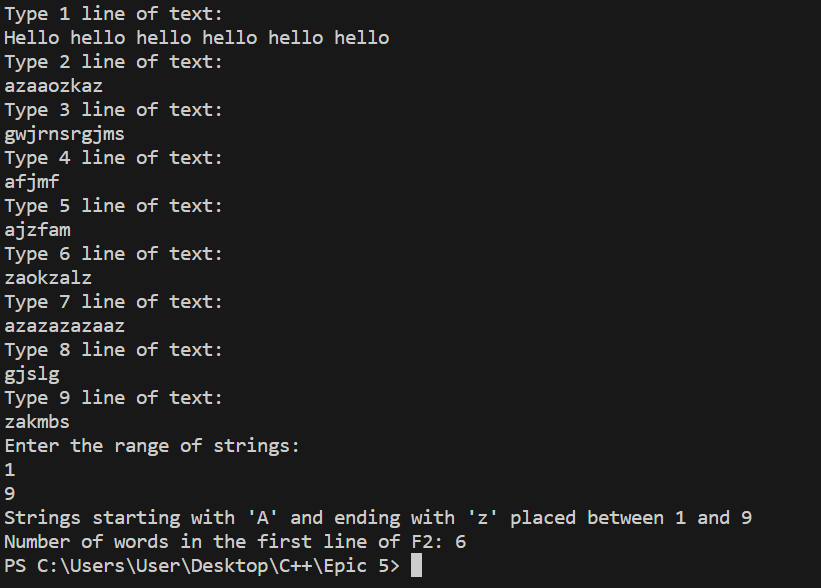 Type 1 line of text:
Hello hello hello hello hello hello
Type 2 line of text:
azaaozkaz
Type 3 line of text:
gwjrnsrgjms
Type 4 line of text:
afjmf
Type 5 line of text:
ajzfam
Type 6 line of text:
zaokzalz
Type 7 line of text:
azazazazaaz
Type 8 line of text:
gjslg
Type 9 line of text:
zakmbs
Enter the range of strings:
1
9
Strings starting with 'A' and ending with 'z' placed between 1 and 9
Number of words in the first line of F2: 6
PS C:\Users\User\Desktop\C++\Epic 5>